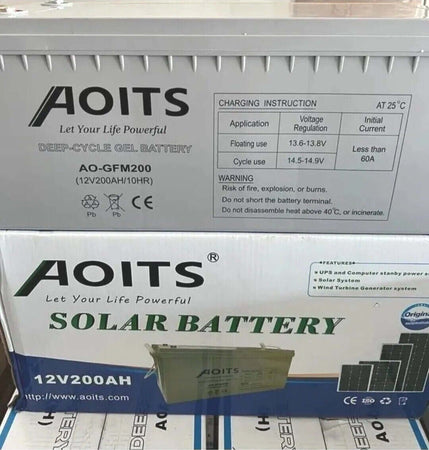 AOITS
Let Your Life Powerful
DEEP-CYCLE GEL BATTERY
AO-GFM200
(12V200AH/10HR)
Pb Pb CE
CHARGING INSTRUCTION AT 25°C
Application Voltage Regulation Initial Current
Floating use 13.6-13.8V Less than 60A
Cycle use 14.5-14.9V
WARNING
Risk of fire, explosion, or burns.
Do not short the battery terminal.
Do not disassemble heat above 40°C, or incinerate.
AOITS®
Let Your Life Powerful
SOLAR BATTERY
12V200AH
http://www.aoits.com
FEATURES
UPS and Computer stanby power s
Solar System
Wind Turbine Generator system
Origina
AOITS
CE ISO